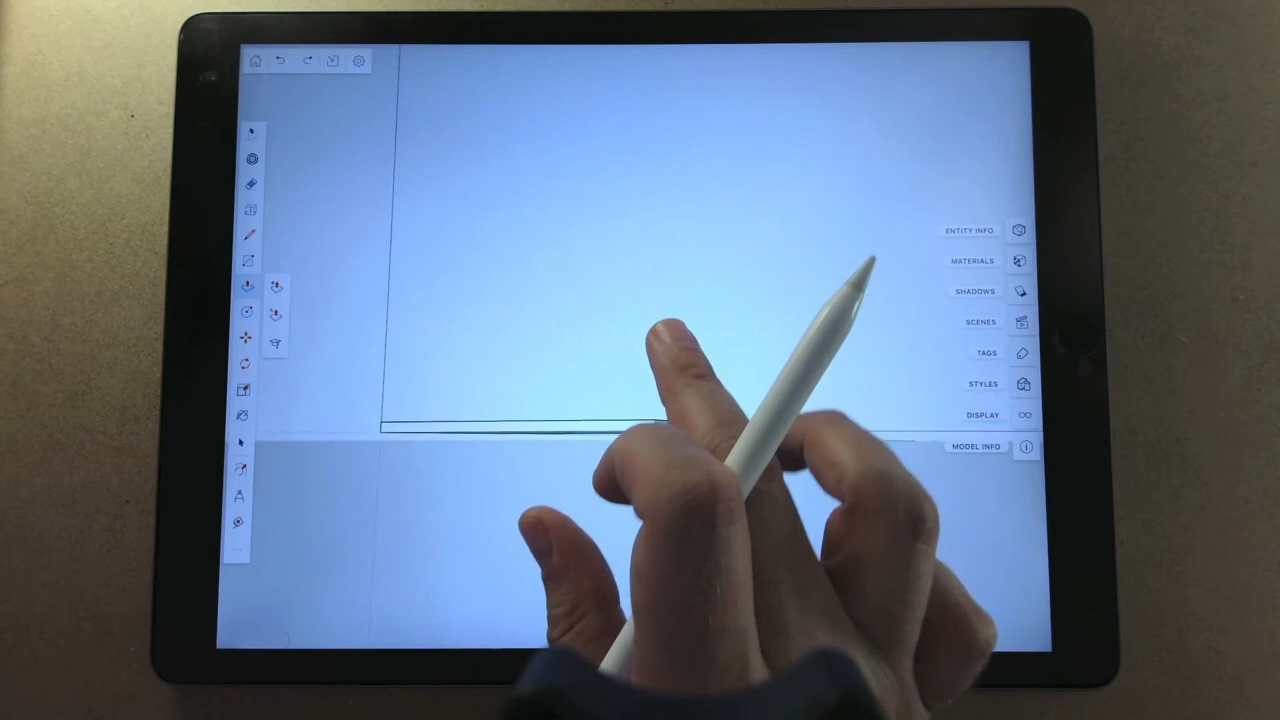 ENTITY INFO
MATERIALS
SHADOWS
SCENES
TAGS
STYLES
DISPLAY
MODEL INFO